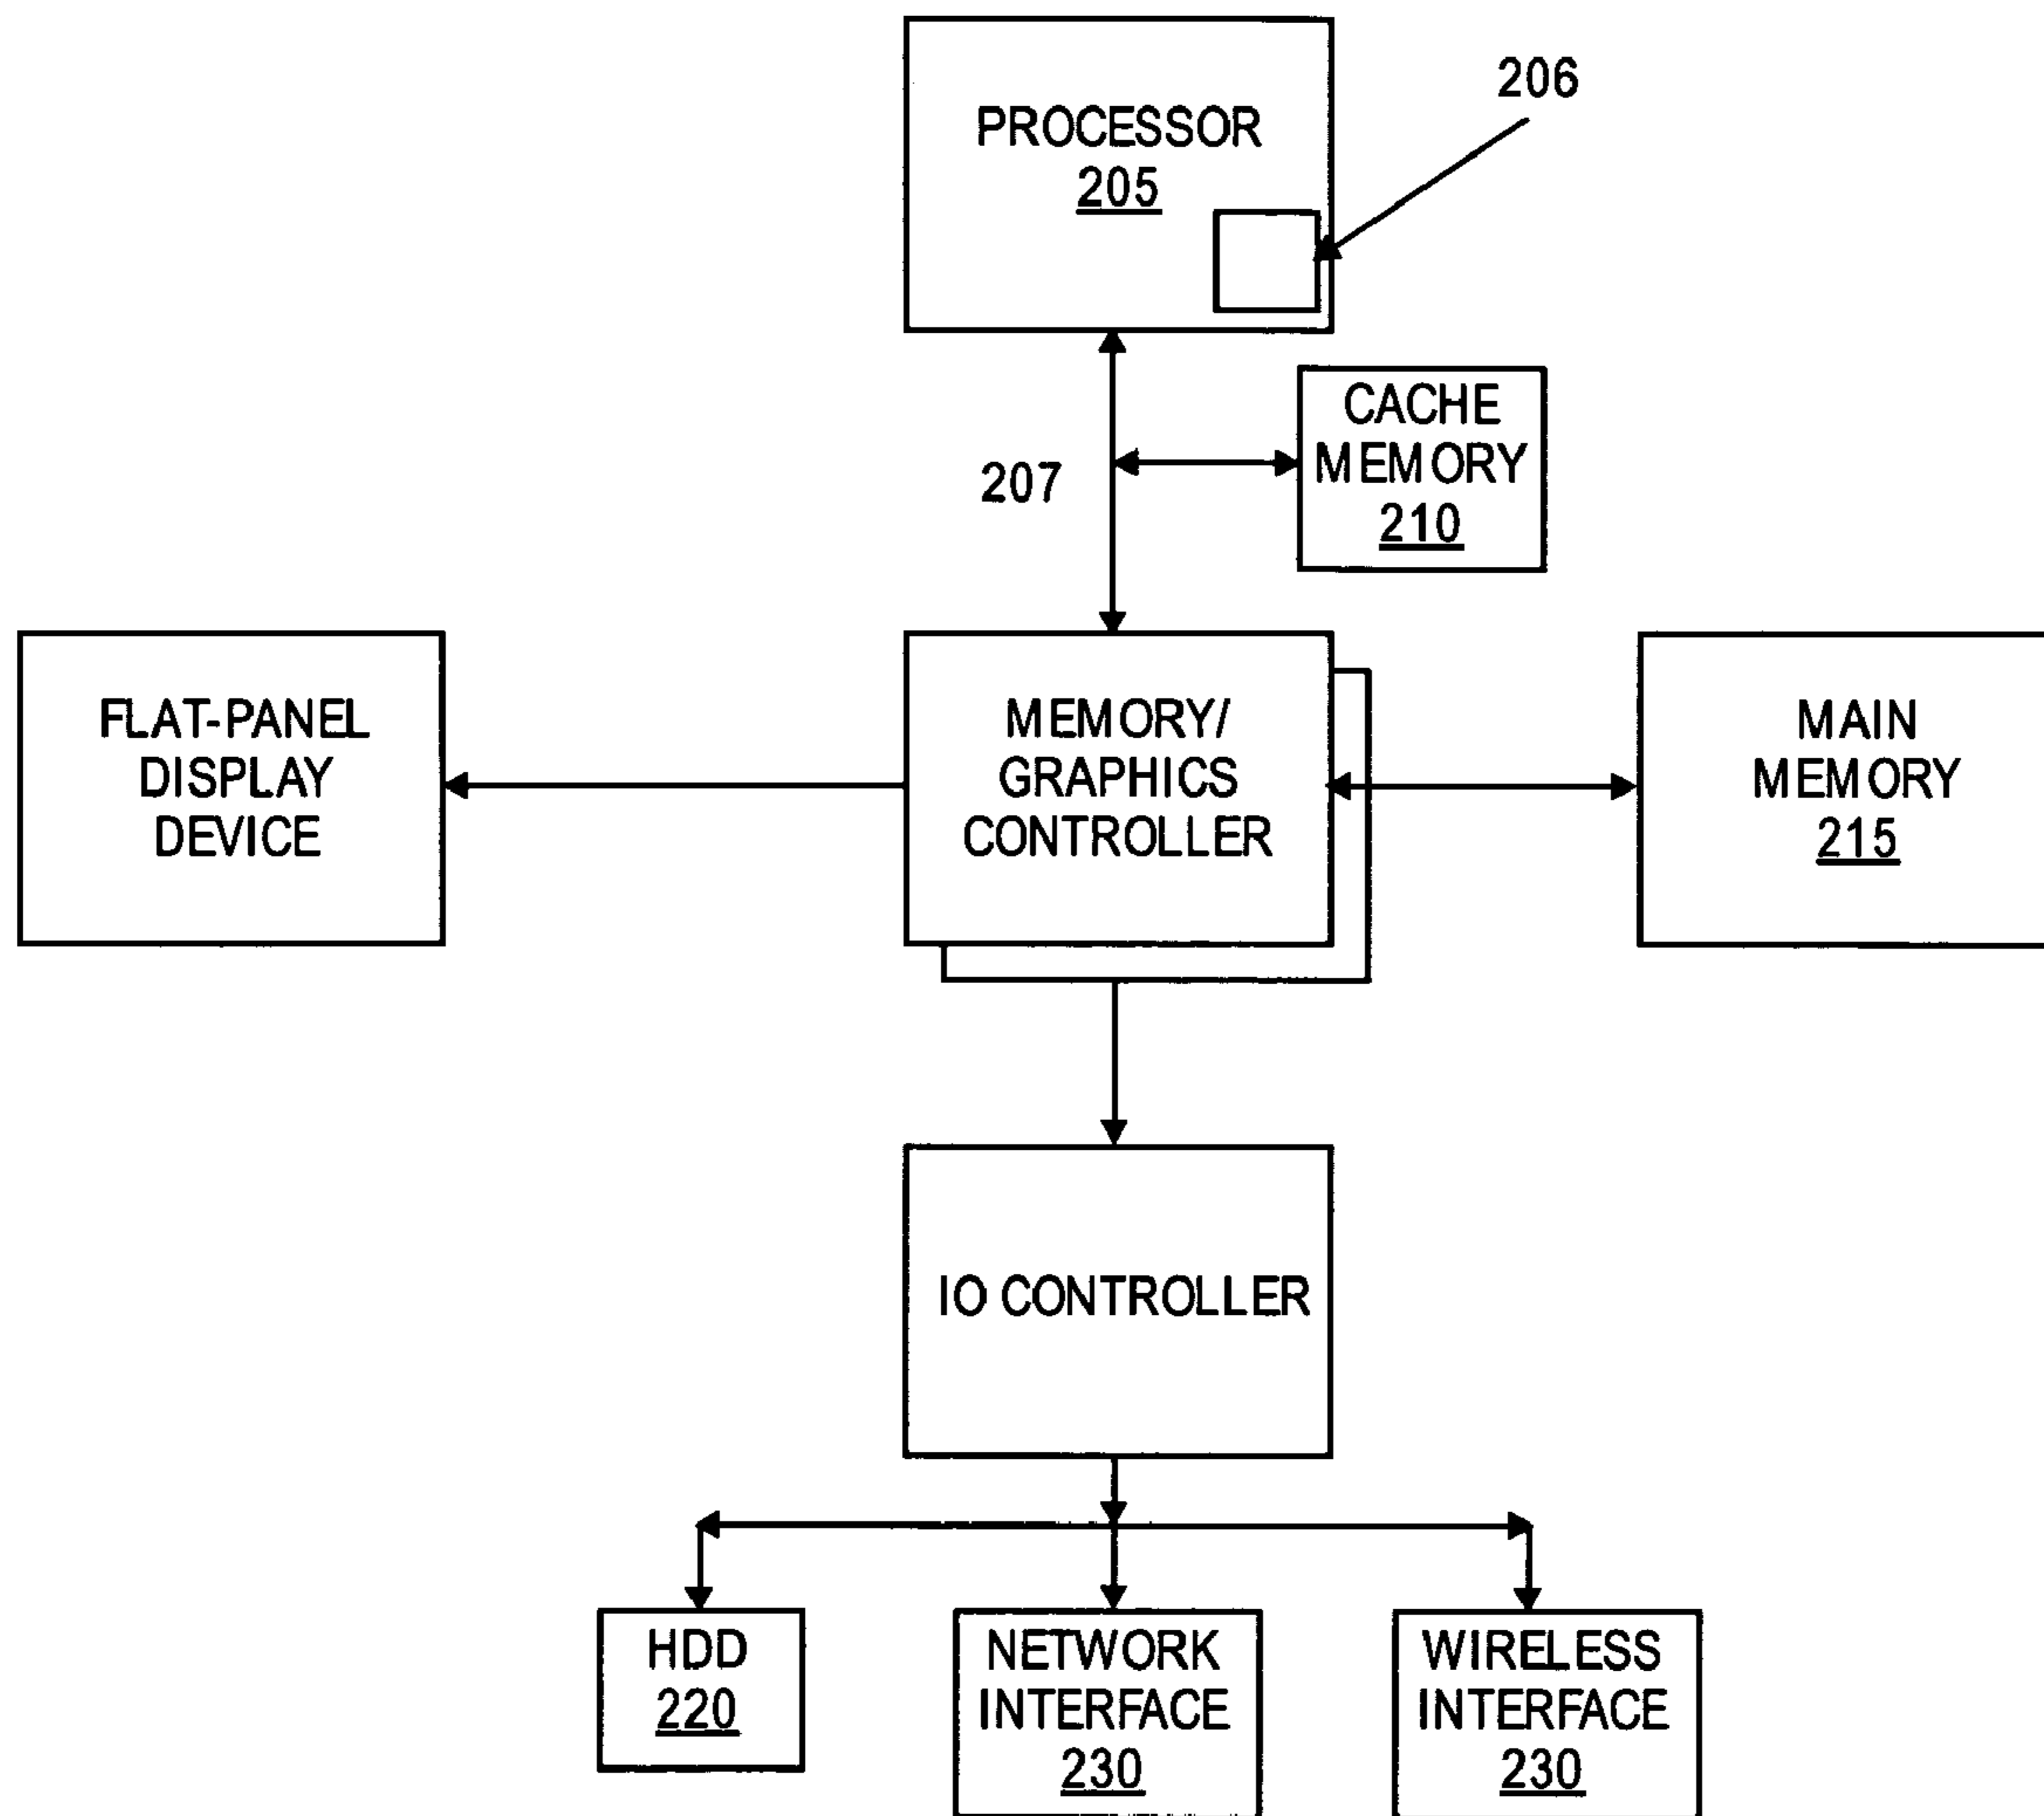 PROCESSOR
205
206
CACHE
MEMORY
210
207
FLAT-PANEL
DISPLAY
DEVICE
MEMORY/
GRAPHICS
CONTROLLER
MAIN
MEMORY
215
IO CONTROLLER
HDD
220
NETWORK
INTERFACE
230
WIRELESS
INTERFACE
230